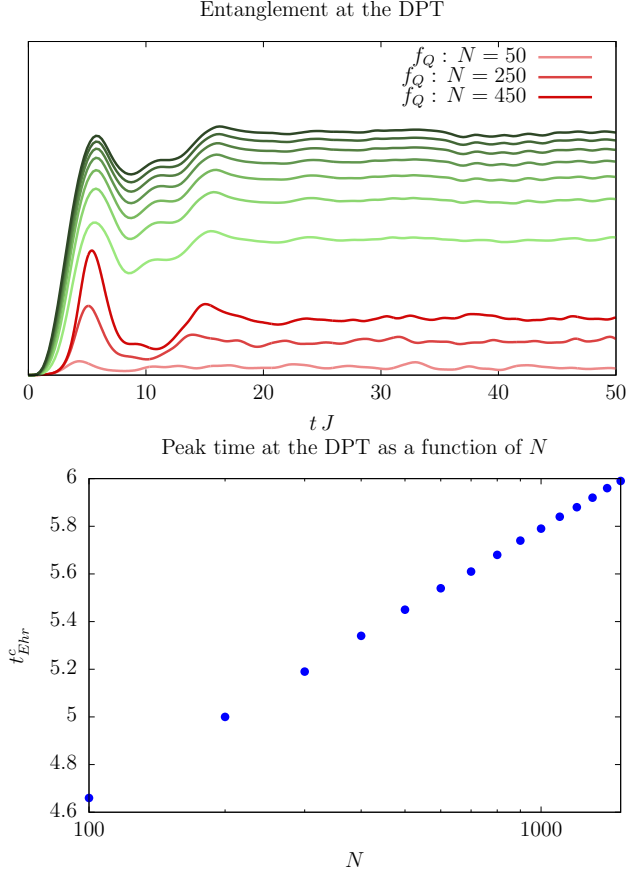 Entanglement at the DPT
f_Q : N = 50
f_Q : N = 250
f_Q : N = 450
0 10 20 30 40 50
t J
Peak time at the DPT as a function of N
6
5.8
5.6
5.4
5.2
5
4.8
4.6
t^c_{Ehr}
100 1000
N